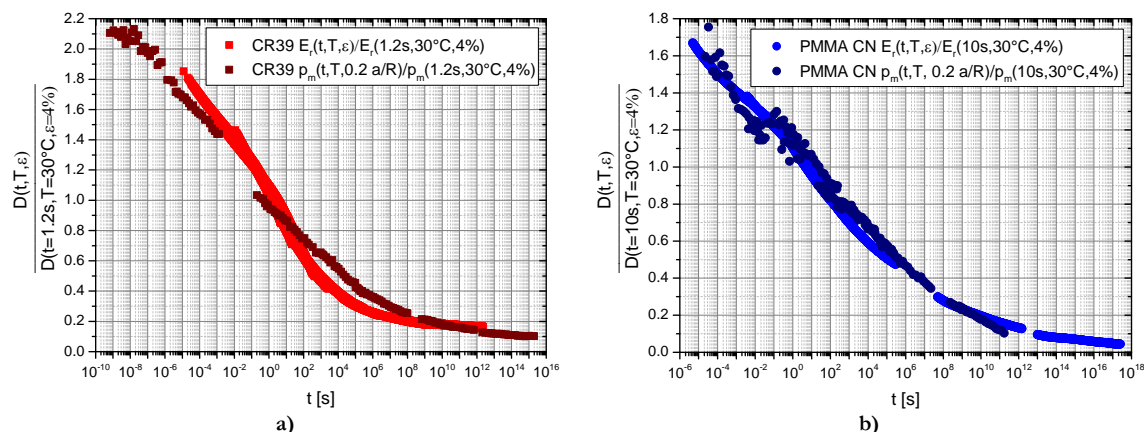 CR39 E_r(t,T,ε)/E_r(1.2s,30°C,4%)
CR39 p_m(t,T,0.2 a/R)/p_m(1.2s,30°C,4%)
D(t,T,ε)
D(t=1.2s,T=30°C,ε=4%)
2.2
2.0
1.8
1.6
1.4
1.2
1.0
0.8
0.6
0.4
0.2
0.0
10^-10 10^-8 10^-6 10^-4 10^-2 10^0 10^2 10^4 10^6 10^8 10^10 10^12 10^14 10^16
t [s]
a)
PMMA CN E_r(t,T,ε)/E_r(10s,30°C,4%)
PMMA CN p_m(t,T, 0.2 a/R)/p_m(10s,30°C,4%)
D(t,T,ε)
D(t=10s,T=30°C,ε=4%)
1.8
1.6
1.4
1.2
1.0
0.8
0.6
0.4
0.2
0.0
10^-6 10^-4 10^-2 10^0 10^2 10^4 10^6 10^8 10^10 10^12 10^14 10^16 10^18
t [s]
b)